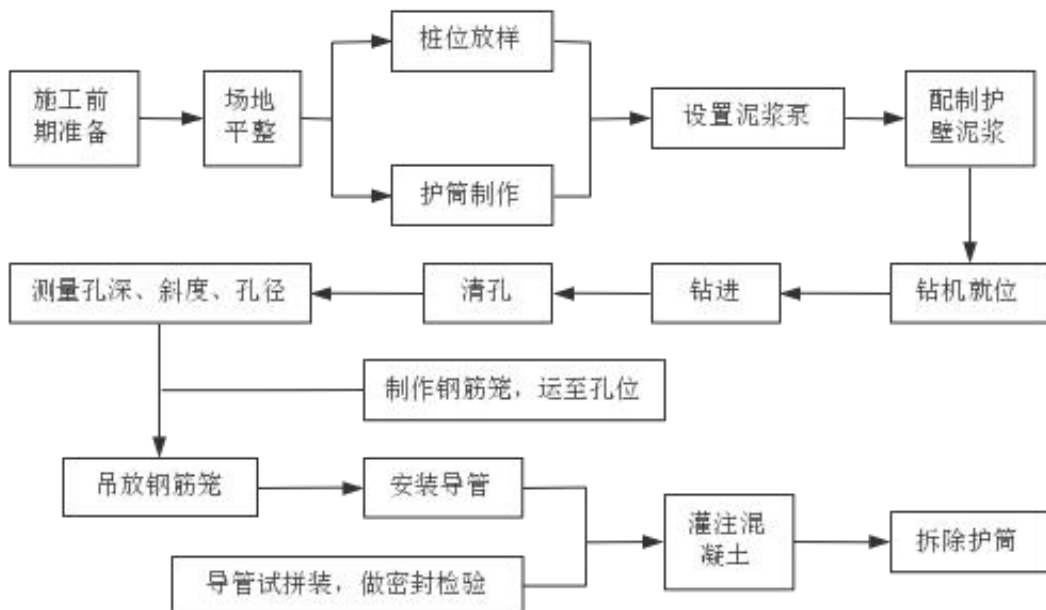 施工前
期准备
场地
平整
桩位放样
护筒制作
设置泥浆泵
配制护
壁泥浆
钻机就位
钻进
清孔
测量孔深、斜度、孔径
制作钢筋笼，运至孔位
吊放钢筋笼
安装导管
导管试拼装，做密封检验
灌注混
凝土
拆除护筒